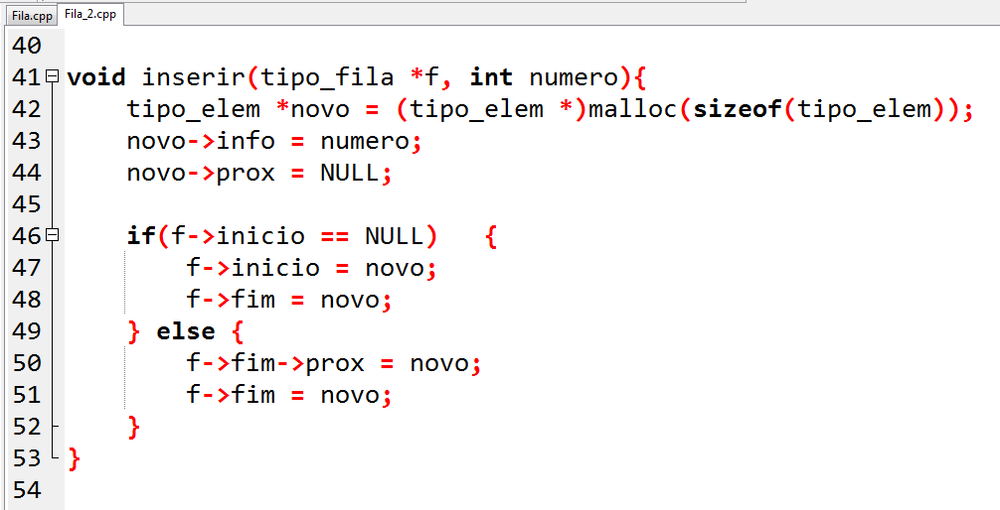 Fila.cpp Fila_2.cpp
40
41 void inserir(tipo_fila *f, int numero){
42 tipo_elem *novo = (tipo_elem *)malloc(sizeof(tipo_elem));
43 novo->info = numero;
44 novo->prox = NULL;
45
46 if(f->inicio == NULL) {
47 f->inicio = novo;
48 f->fim = novo;
49 } else {
50 f->fim->prox = novo;
51 f->fim = novo;
52 }
53 }
54